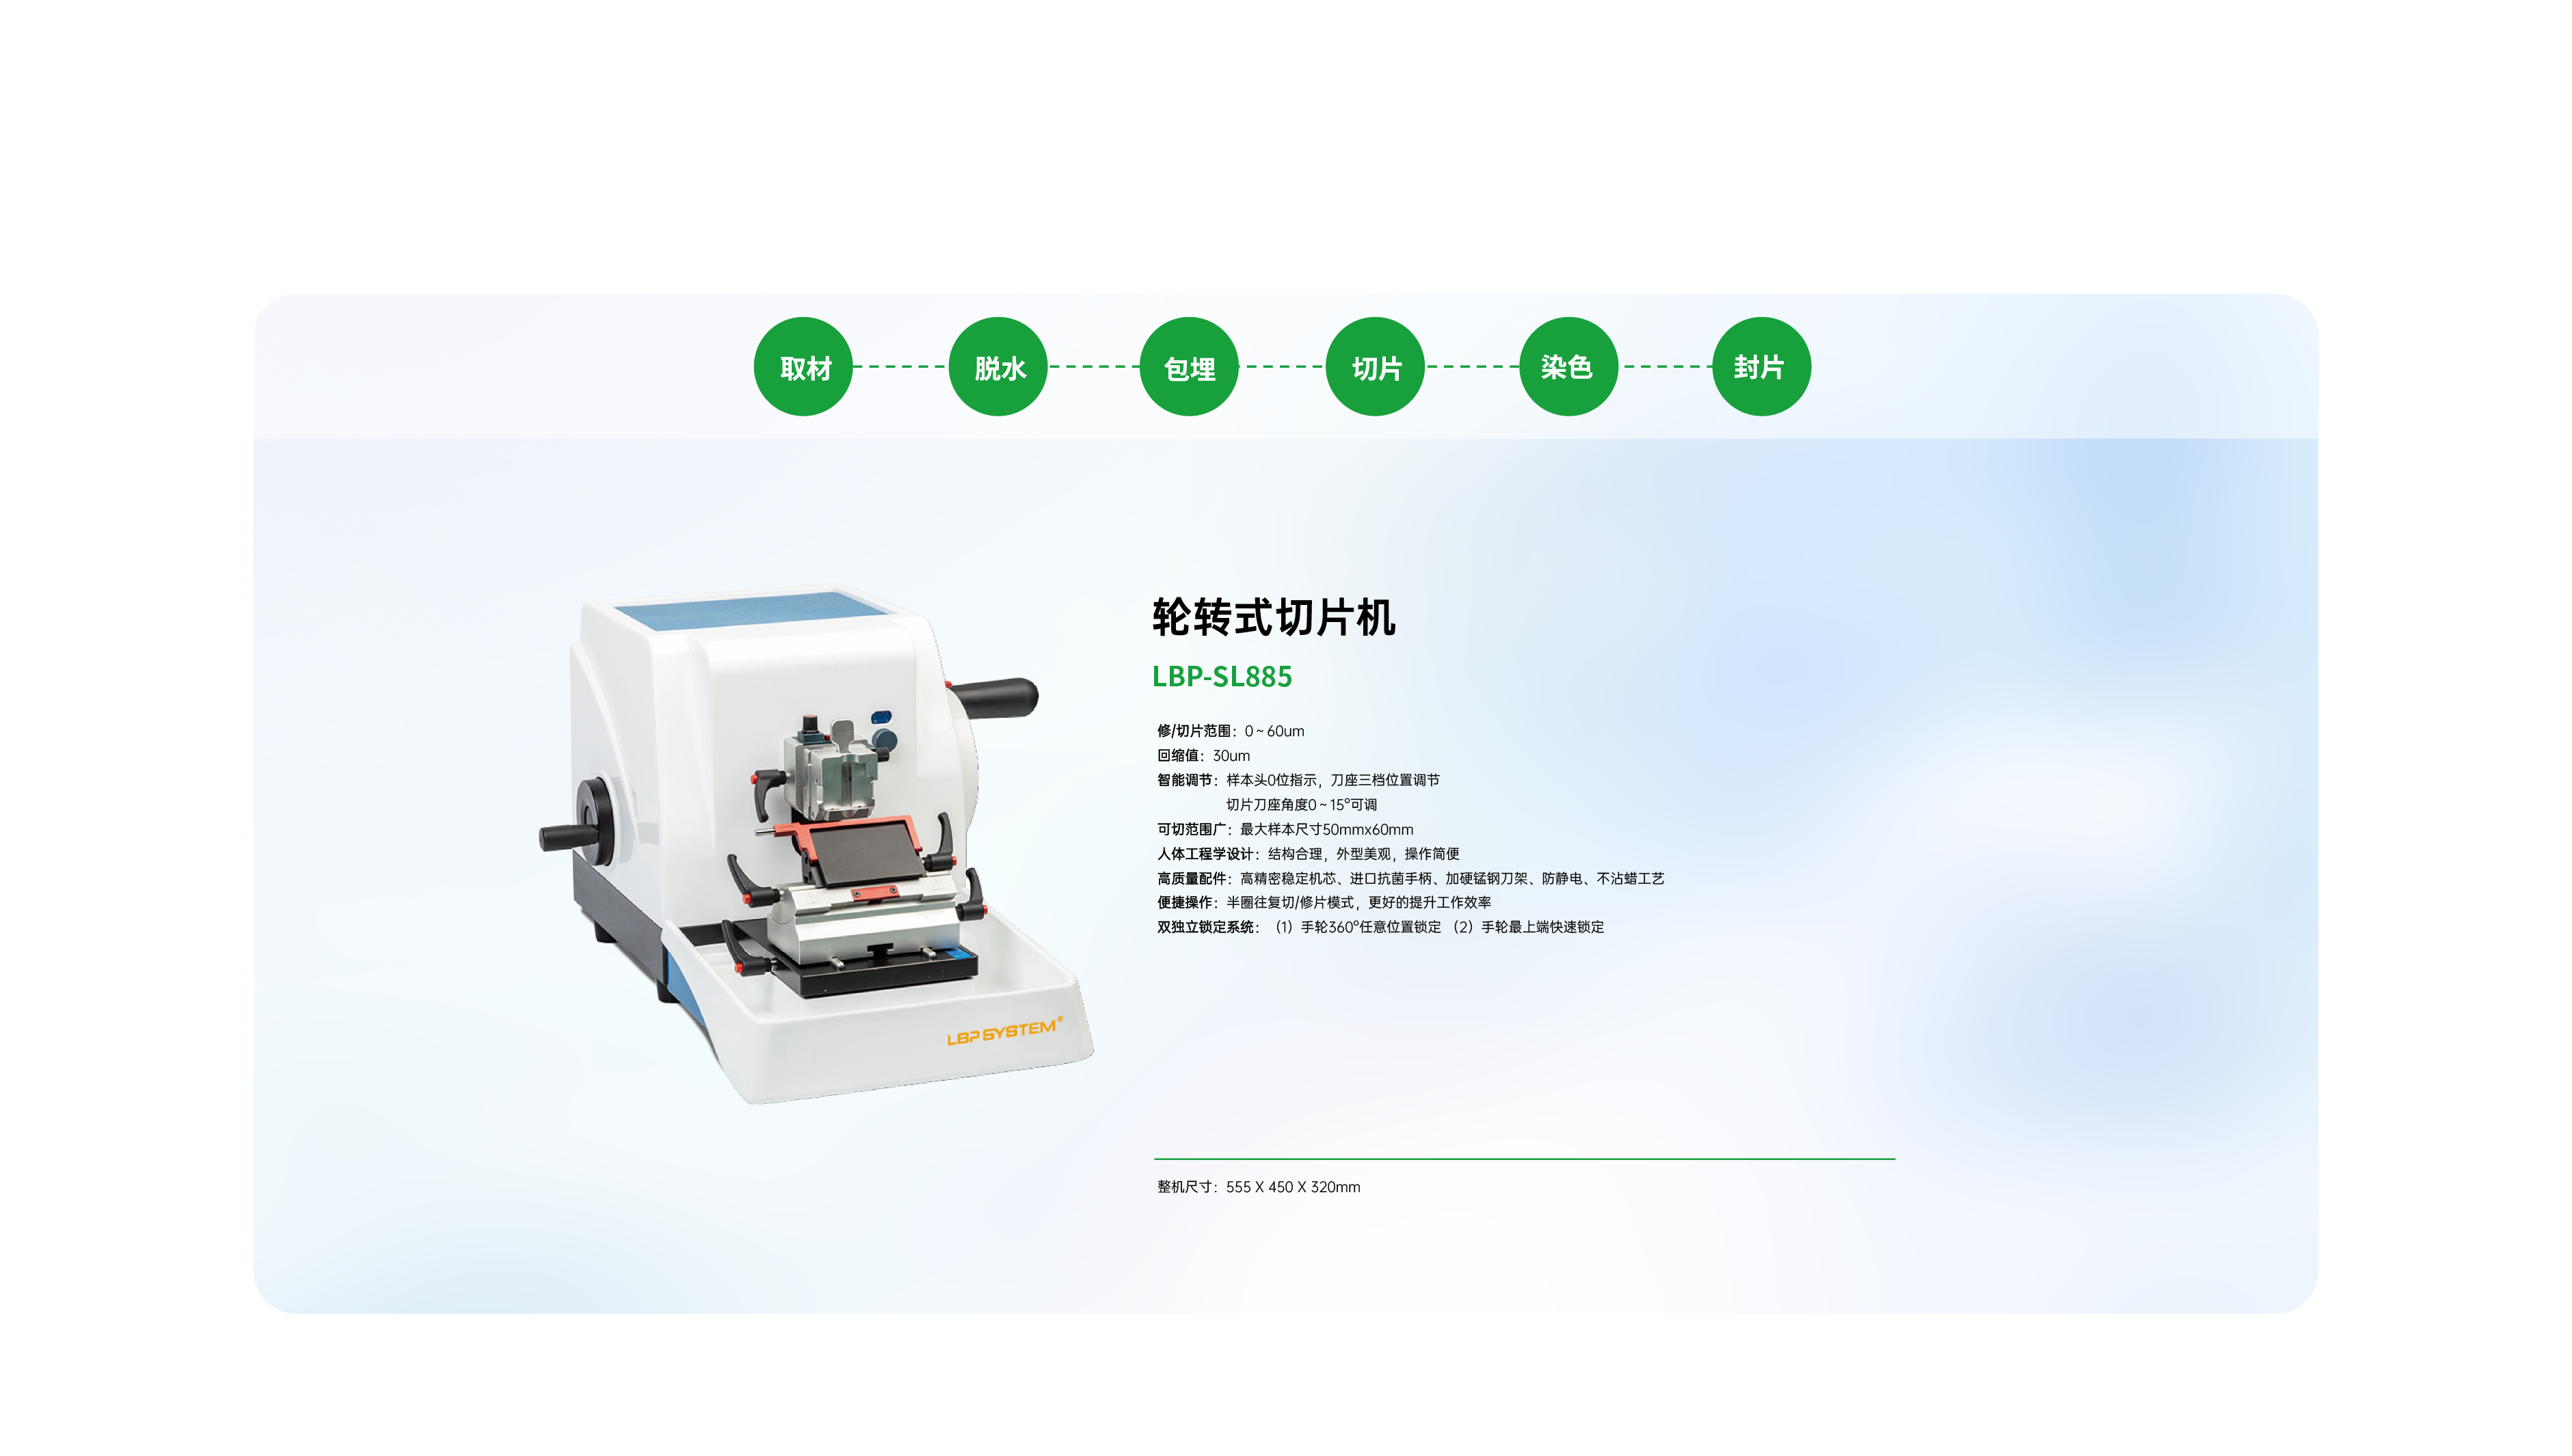 取材 脱水 包埋 切片 染色 封片
轮转式切片机
LBP-SL885
修/切片范围：0~60um
回缩值：30um
智能调节：样本头0位指示，刀座三档位置调节
切片刀座角度0~15°可调
可切范围广：最大样本尺寸50mmx60mm
人体工程学设计：结构合理，外型美观，操作简便
高质量配件：高精密稳定机芯、进口抗菌手柄、加硬锰钢刀架、防静电、不沾蜡工艺
便捷操作：半圈往复切/修片模式，更好的提升工作效率
双独立锁定系统：（1）手轮360°任意位置锁定 （2）手轮最上端快速锁定
LBP SYSTEM®
整机尺寸：555 X 450 X 320mm